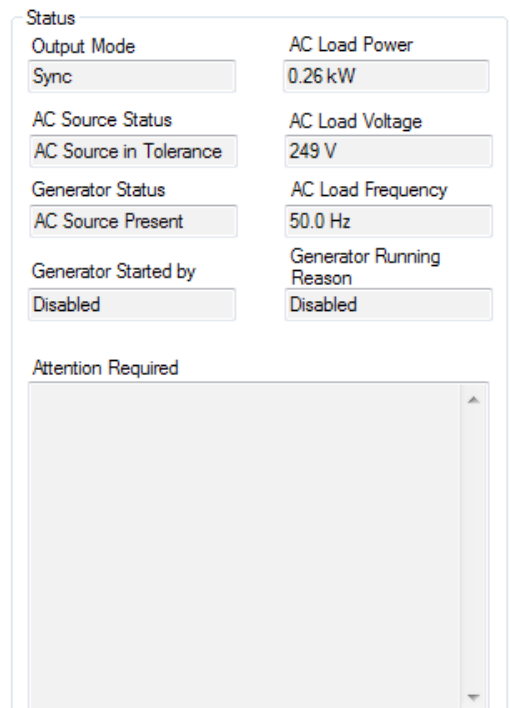 Status
Output Mode
AC Load Power
Sync
0.26 kW
AC Source Status
AC Load Voltage
AC Source in Tolerance
249 V
Generator Status
AC Load Frequency
AC Source Present
50.0 Hz
Generator Started by
Generator Running
Reason
Disabled
Disabled
Attention Required